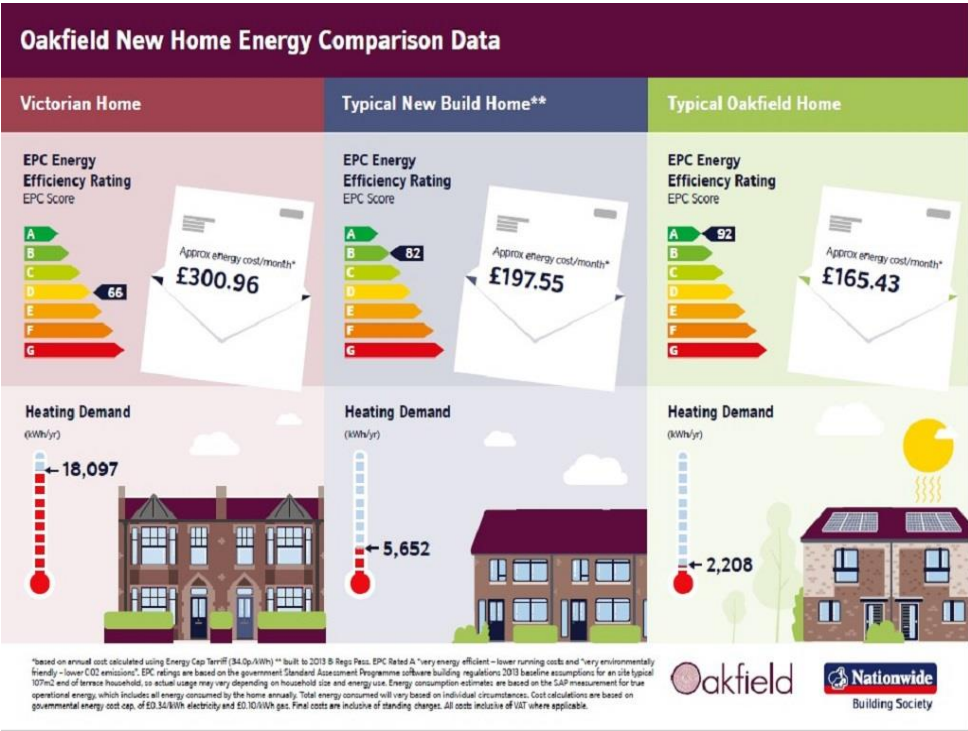 Oakfield New Home Energy Comparison Data
Victorian Home
EPC Energy
Efficiency Rating
EPC Score
A
B
C
D
E
F
G
66
Approx energy cost/month*
£300.96
Heating Demand
(kWh/yr)
18,097
Typical New Build Home**
EPC Energy
Efficiency Rating
EPC Score
A
B
C
D
E
F
G
82
Approx energy cost/month*
£197.55
Heating Demand
(kWh/yr)
5,652
Typical Oakfield Home
EPC Energy
Efficiency Rating
EPC Score
A
B
C
D
E
F
G
92
Approx energy cost/month*
£165.43
Heating Demand
(kWh/yr)
2,208
*based on annual cost calculated using Energy Cap Tarriff (34.0p/kWh) ** built to 2013 B Regs Pass. EPC Rated A "very energy efficient – lower running costs and "very environmentally
friendly – lower CO2 emissions". EPC ratings are based on the government Standard Assessment Programme software building regulations 2013 baseline assumptions for an site typical
107m2 end of terrace household, so actual usage may vary depending on household size and energy use. Energy consumption estimates are based on the SAP measurement for true
operational energy, which includes all energy consumed by the home annually. Total energy consumed will vary based on individual circumstances. Cost calculations are based on
governmental energy cost cap, of £0.34/kWh electricity and £0.10/kWh gas. Final costs are inclusive of standing charges. All costs inclusive of VAT where applicable.
Oakfield
Nationwide
Building Society